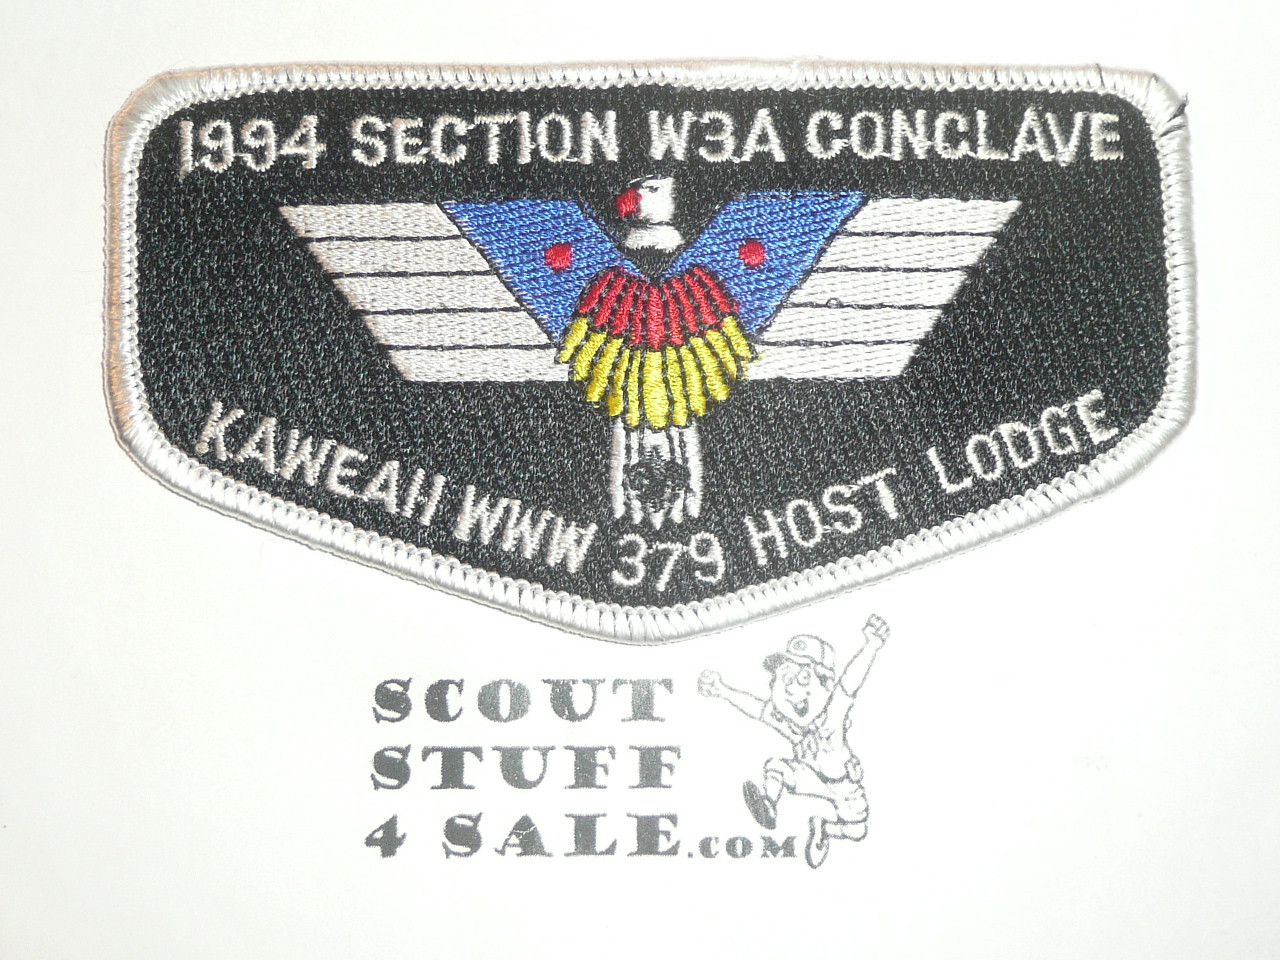 1994 SECTION W3A CONCLAVE
KAWEAH WWW 379 HOST LODGE
SCOUT
STUFF
4 SALE.COM